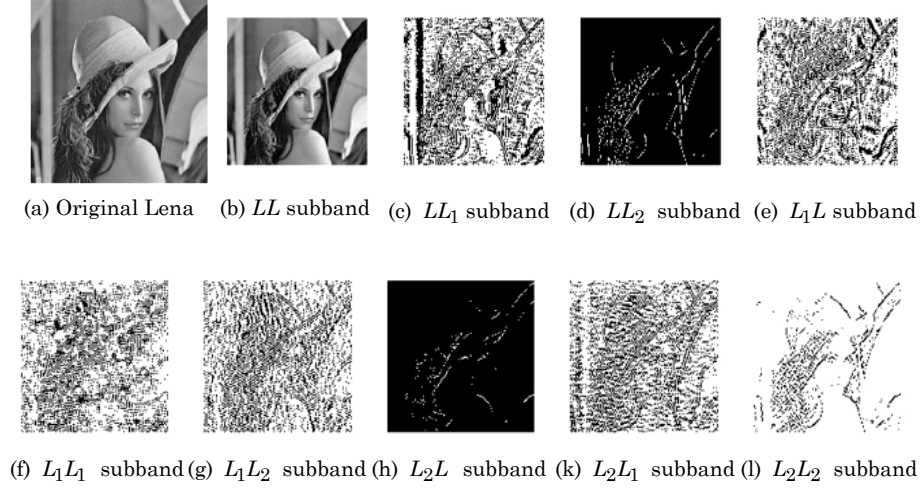 (a) Original Lena (b) LL subband (c) LL₁ subband (d) LL₂ subband (e) L₁L subband
(f) L₁L₁ subband (g) L₁L₂ subband (h) L₂L subband (k) L₂L₁ subband (l) L₂L₂ subband